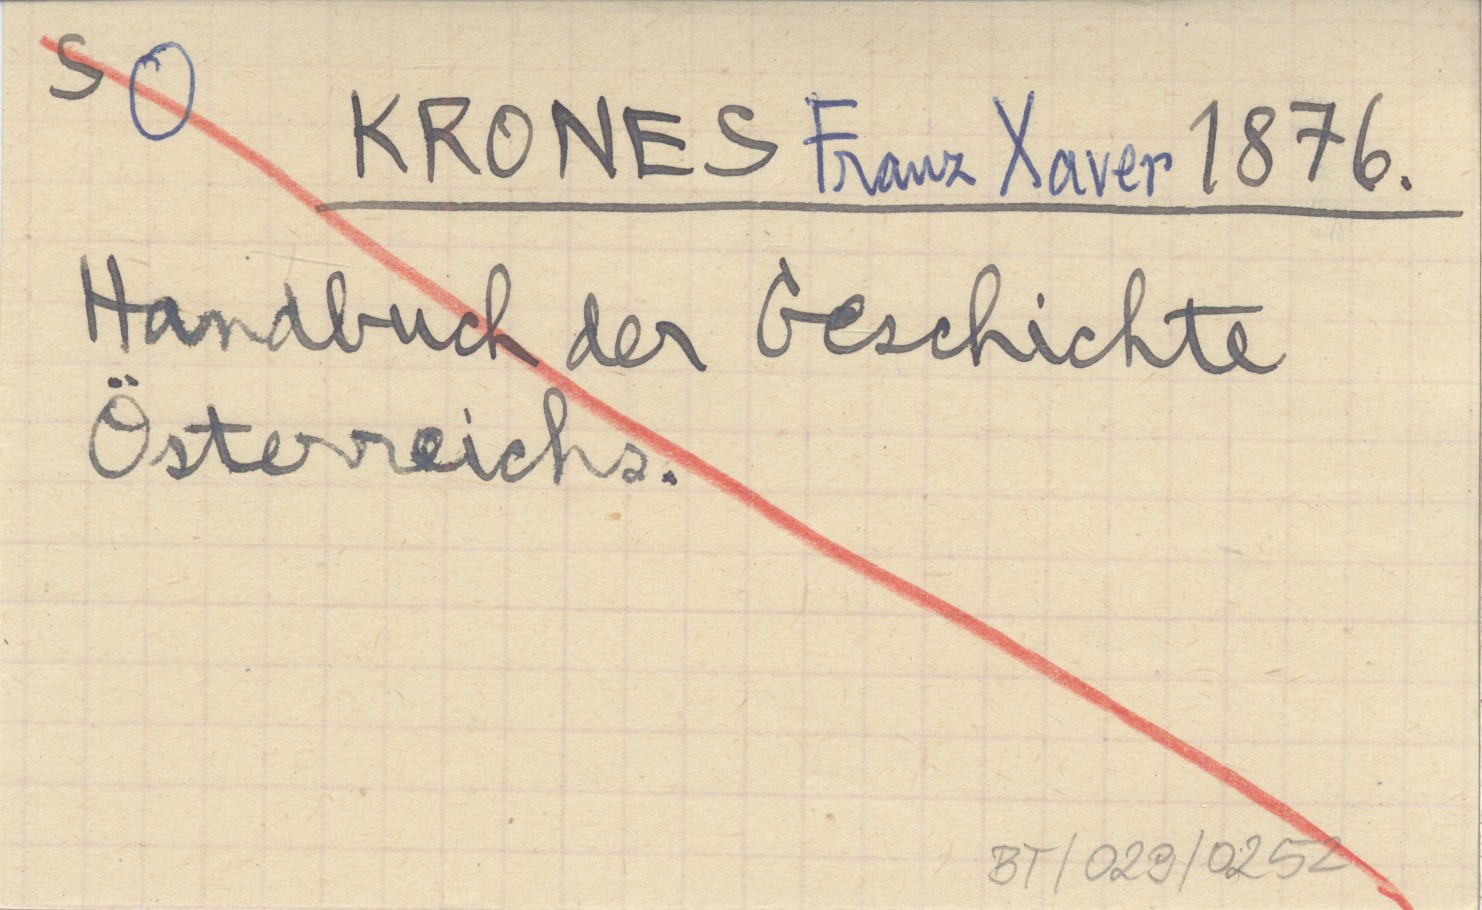 S O
KRONES Franz Xaver 1876.
Handbuch der Geschichte
Österreichs.
BT/029/0252